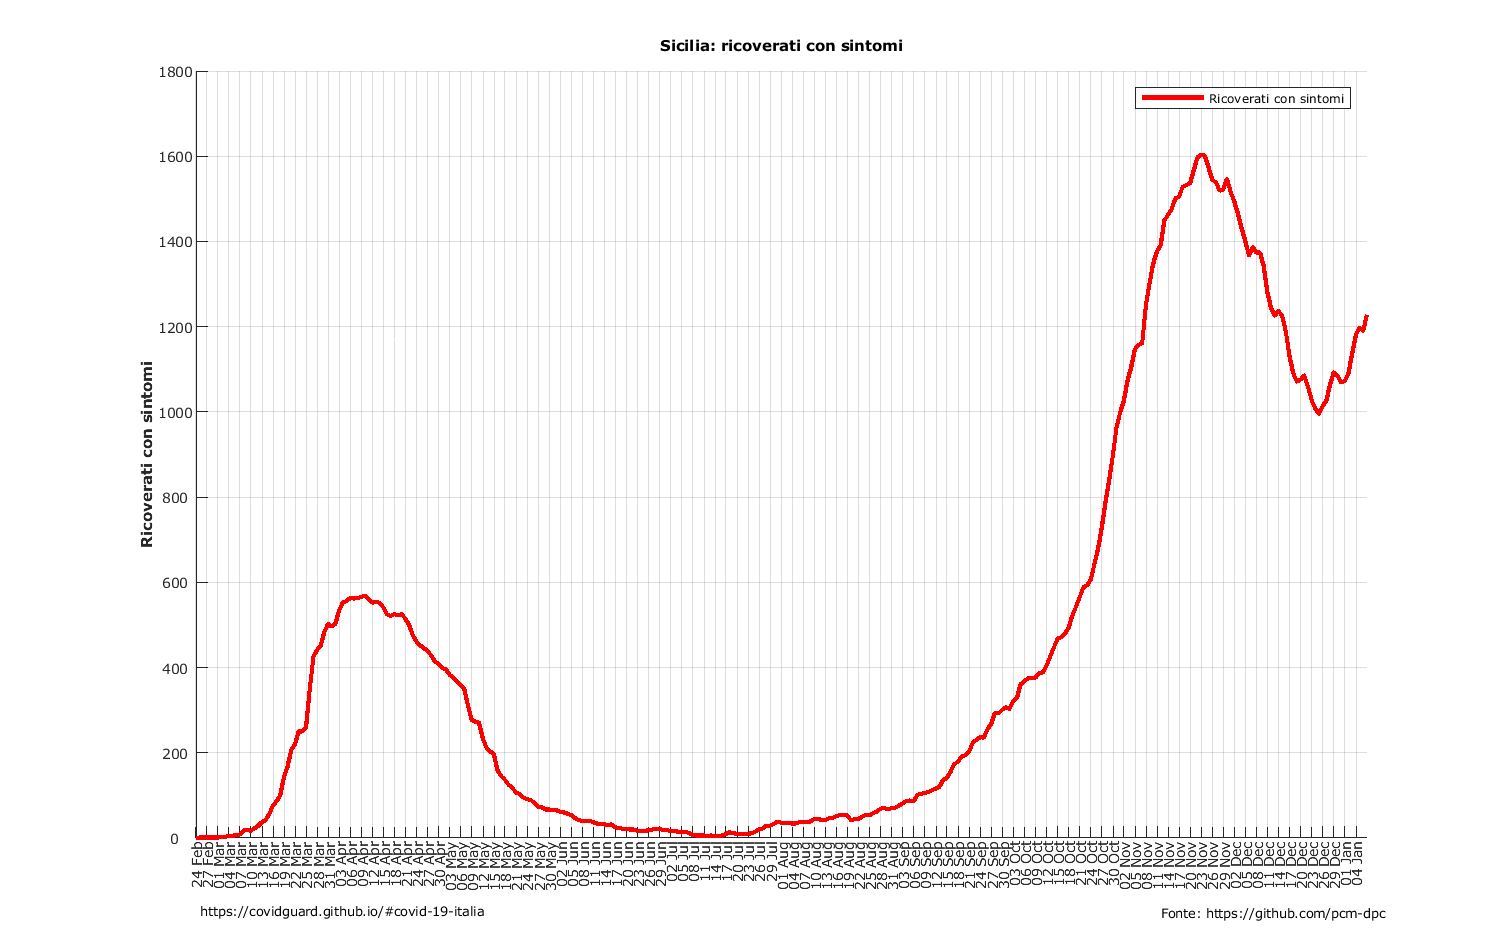 Sicilia: ricoverati con sintomi
Ricoverati con sintomi
Ricoverati con sintomi
1800
1600
1400
1200
1000
800
600
400
200
0
24 Feb
27 Feb
01 Mar
04 Mar
07 Mar
10 Mar
13 Mar
16 Mar
19 Mar
22 Mar
25 Mar
28 Mar
31 Mar
03 Apr
06 Apr
09 Apr
12 Apr
15 Apr
18 Apr
21 Apr
24 Apr
27 Apr
30 Apr
03 May
06 May
09 May
12 May
15 May
18 May
21 May
24 May
27 May
30 May
02 Jun
05 Jun
08 Jun
11 Jun
14 Jun
17 Jun
20 Jun
23 Jun
26 Jun
29 Jun
02 Jul
05 Jul
08 Jul
11 Jul
14 Jul
17 Jul
20 Jul
23 Jul
26 Jul
29 Jul
01 Aug
04 Aug
07 Aug
10 Aug
13 Aug
16 Aug
19 Aug
22 Aug
25 Aug
28 Aug
31 Aug
03 Sep
06 Sep
09 Sep
12 Sep
15 Sep
18 Sep
21 Sep
24 Sep
27 Sep
30 Sep
03 Oct
06 Oct
09 Oct
12 Oct
15 Oct
18 Oct
21 Oct
24 Oct
27 Oct
30 Oct
02 Nov
05 Nov
08 Nov
11 Nov
14 Nov
17 Nov
20 Nov
23 Nov
26 Nov
29 Nov
02 Dec
05 Dec
08 Dec
11 Dec
14 Dec
17 Dec
20 Dec
23 Dec
26 Dec
29 Dec
01 Jan
04 Jan
https://covidguard.github.io/#covid-19-italia
Fonte: https://github.com/pcm-dpc